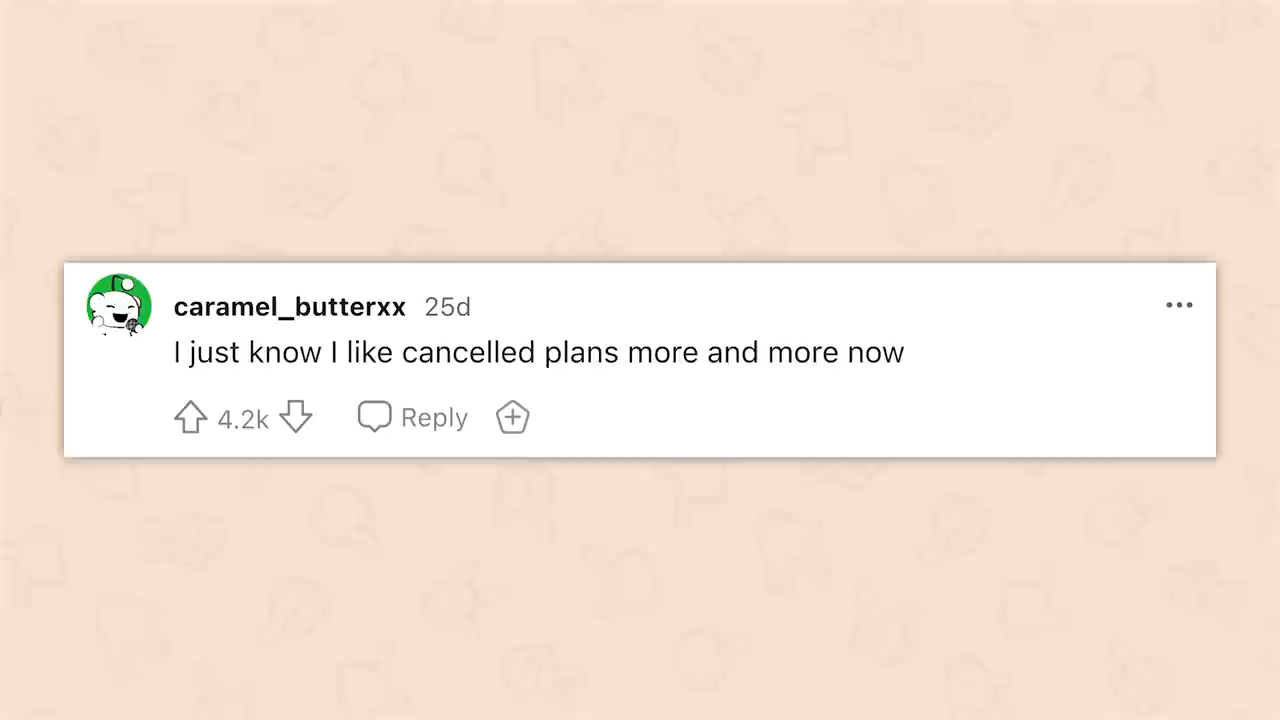 caramel_butterxx 25d
I just know I like cancelled plans more and more now
4.2k Reply